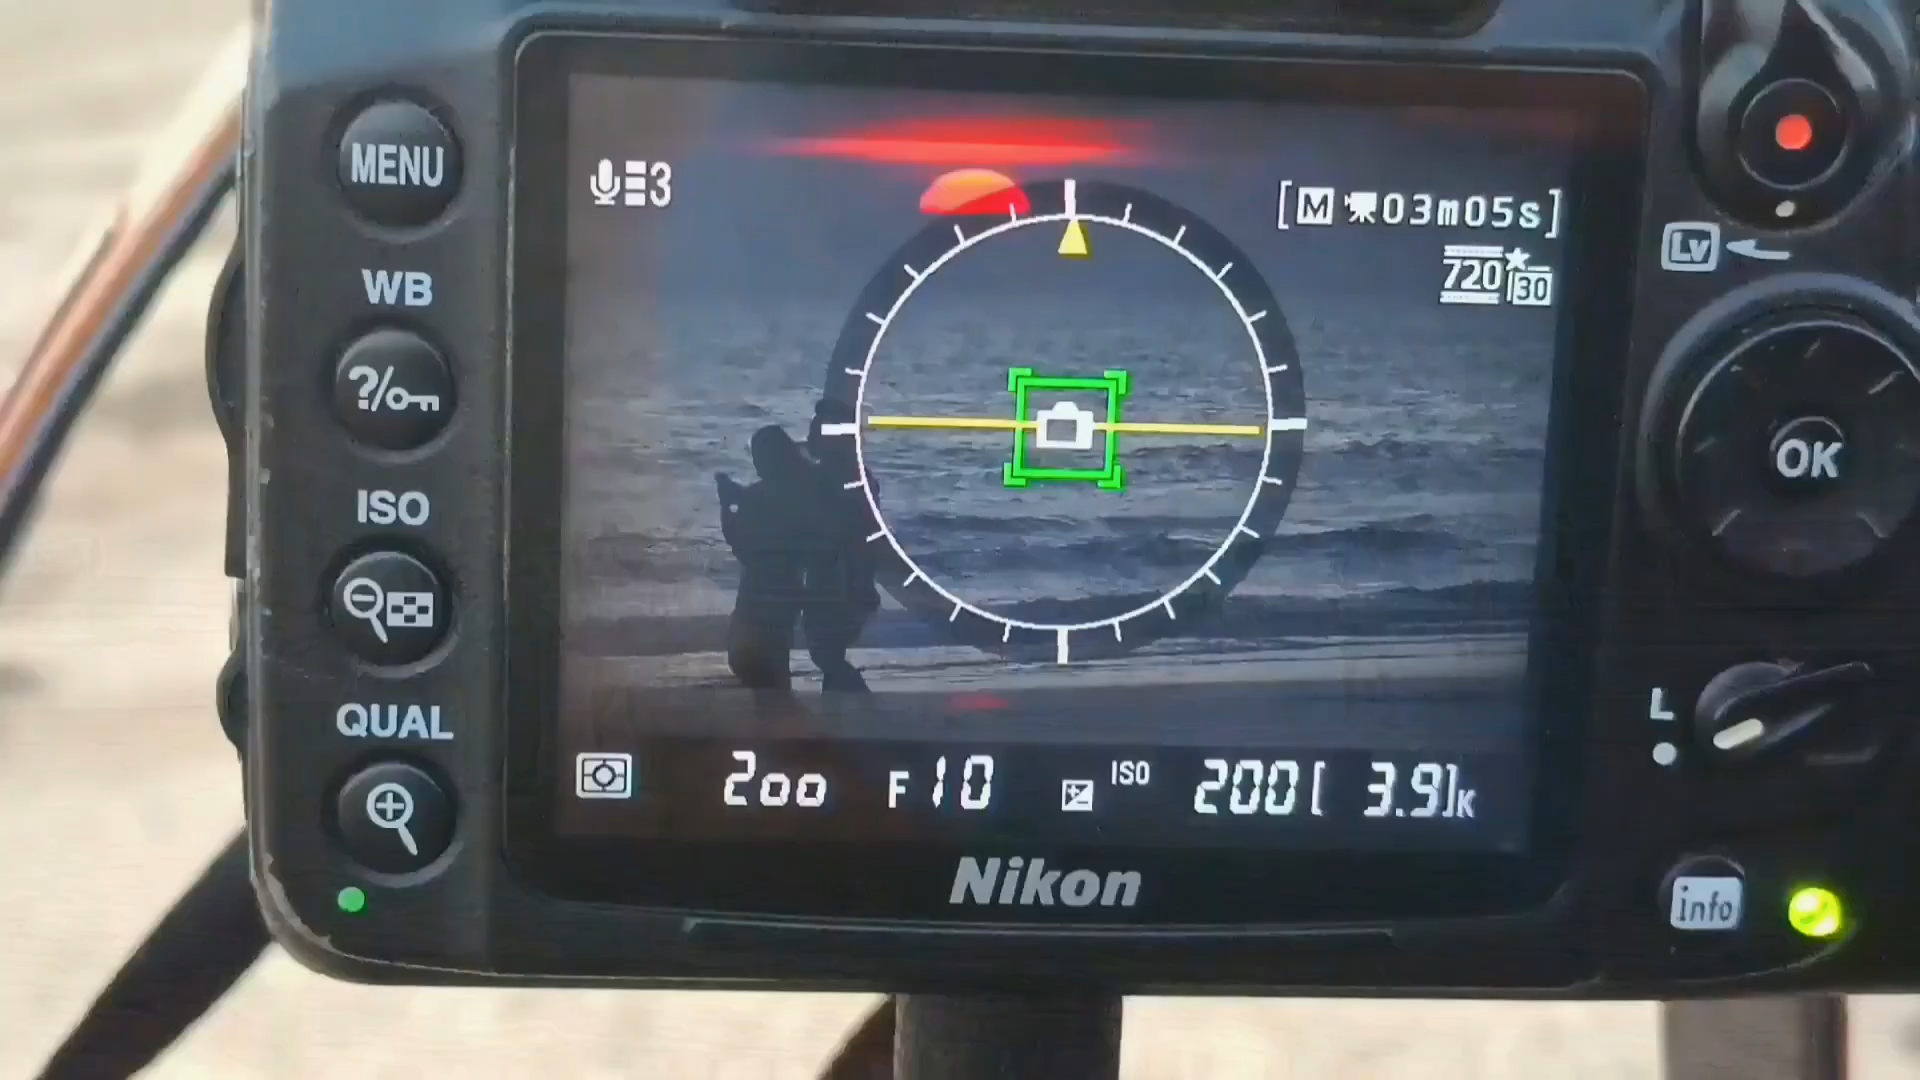 MENU
WB
?/
ISO
QUAL
3
[M 03m05s]
720 30
200 F10 ISO 200[ 3.9]K
Nikon
Lv
OK
L
info